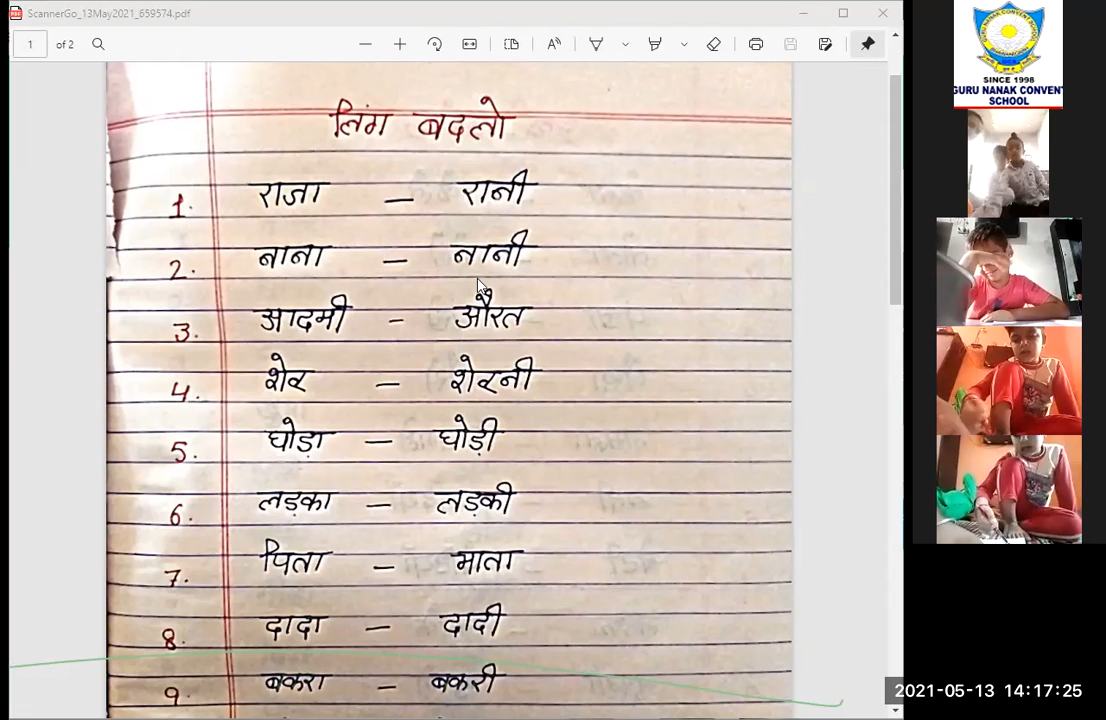 ScannerGo_13May2021_659574.pdf
1 of 2
लिंग बदलो
1. राजा — रानी
2. नाना — नानी
3. आदमी - औरत
4. शेर — शेरनी
5. घोड़ा — घोड़ी
6. लड़का — लड़की
7. पिता — माता
8. दादा — दादी
9. बकरा — बकरी
SINCE 1998
GURU NANAK CONVENT
SCHOOL
2021-05-13 14:17:25